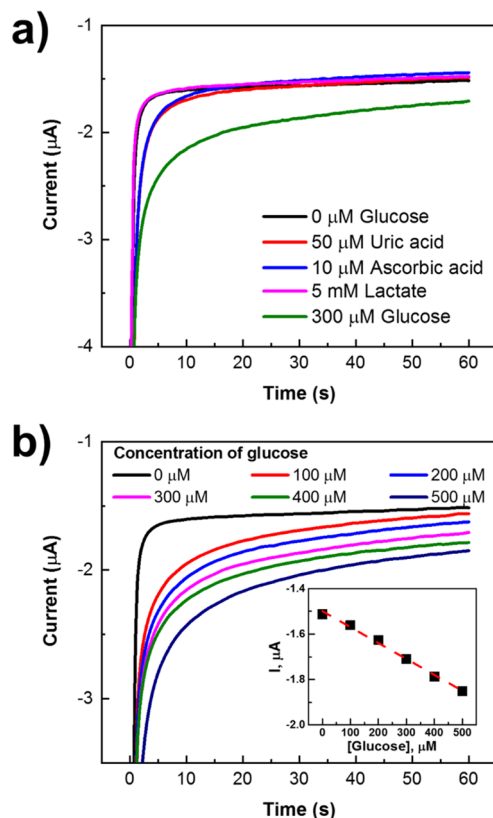 a)
-1
-2
-3
-4
Current (μA)
0 μM Glucose
50 μM Uric acid
10 μM Ascorbic acid
5 mM Lactate
300 μM Glucose
0 10 20 30 40 50 60
Time (s)
b)
-1
-2
-3
Current (μA)
Concentration of glucose
0 μM 100 μM 200 μM
300 μM 400 μM 500 μM
-1.4
-1.6
-1.8
-2.0
I, μA
0 100 200 300 400 500
[Glucose], μM
0 10 20 30 40 50 60
Time (s)